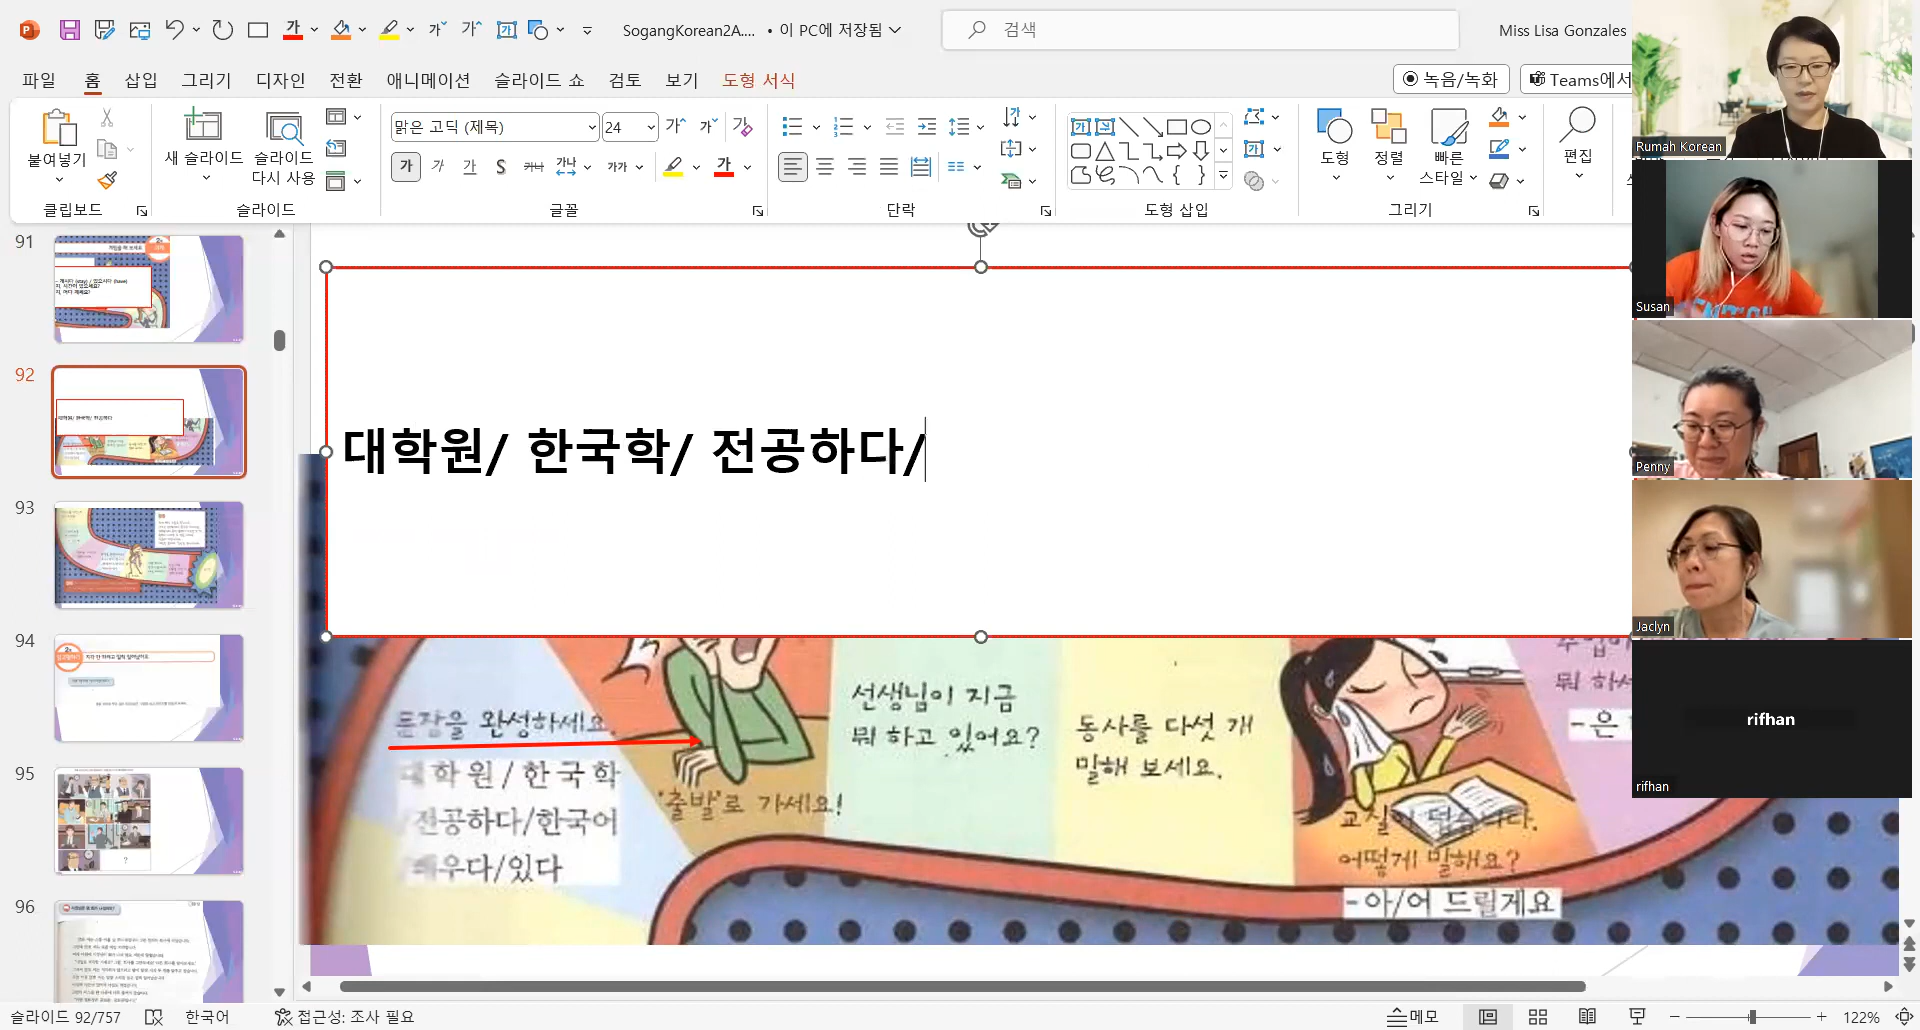 SogangKorean2A.... • 이 PC에 저장됨
검색
Miss Lisa Gonzales
파일 홈 삽입 그리기 디자인 전환 애니메이션 슬라이드 쇼 검토 보기 도형 서식
녹음/녹화
Teams에서
붙여넣기
새 슬라이드
슬라이드
다시 사용
맑은 고딕 (제목)
24
도형
정렬
빠른
스타일
편집
클립보드
슬라이드
글꼴
단락
도형 삽입
그리기
91
92
93
94
95
96
대학원/ 한국학/ 전공하다/
문장을 완성하세요.
대학원/한국학
/전공하다/한국어
/배우다/있다
'출발'로 가세요!
선생님이 지금
뭐 하고 있어요?
동사를 다섯 개
말해 보세요.
교실이 덥습니다.
어떻게 말해요?
-아/어 드릴게요
뭐 하
-은
Rumah Korean
Susan
Penny
Jaclyn
rifhan
rifhan
슬라이드 92/757
한국어
접근성: 조사 필요
메모
122%